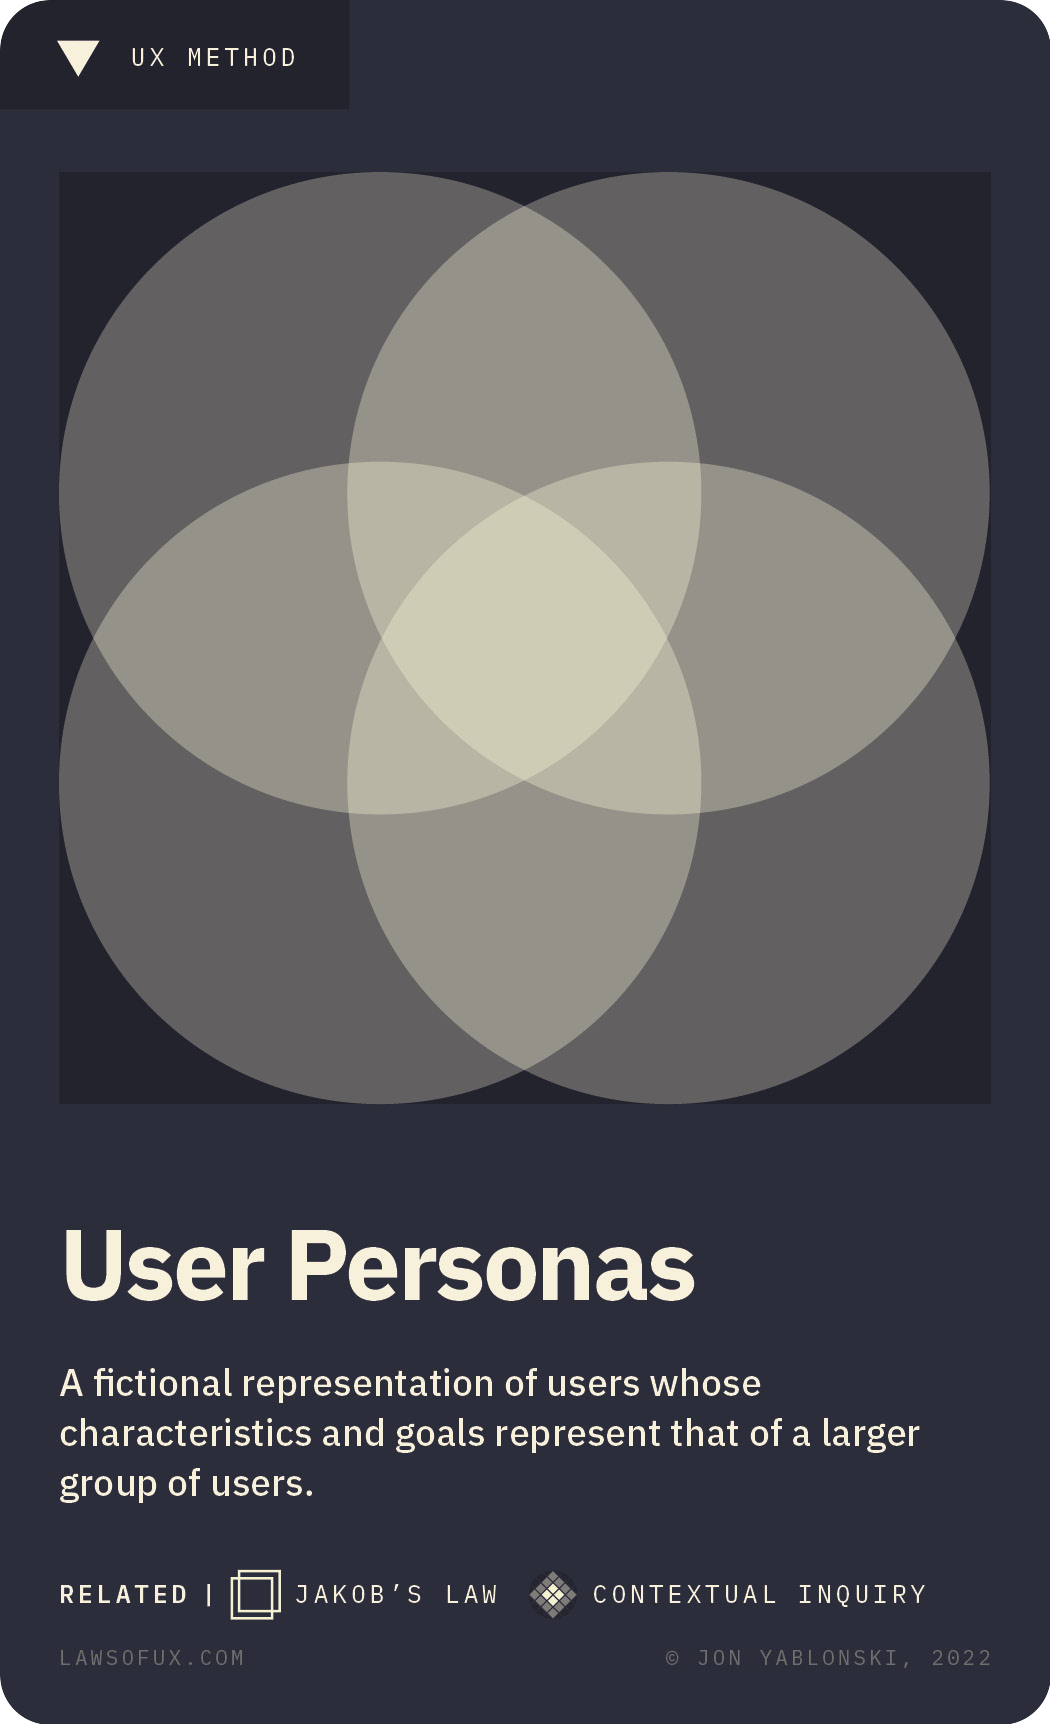 UX METHOD
User Personas
A fictional representation of users whose
characteristics and goals represent that of a larger
group of users.
RELATED | JAKOB’S LAW CONTEXTUAL INQUIRY
LAWSOFUX.COM © JON YABLONSKI, 2022